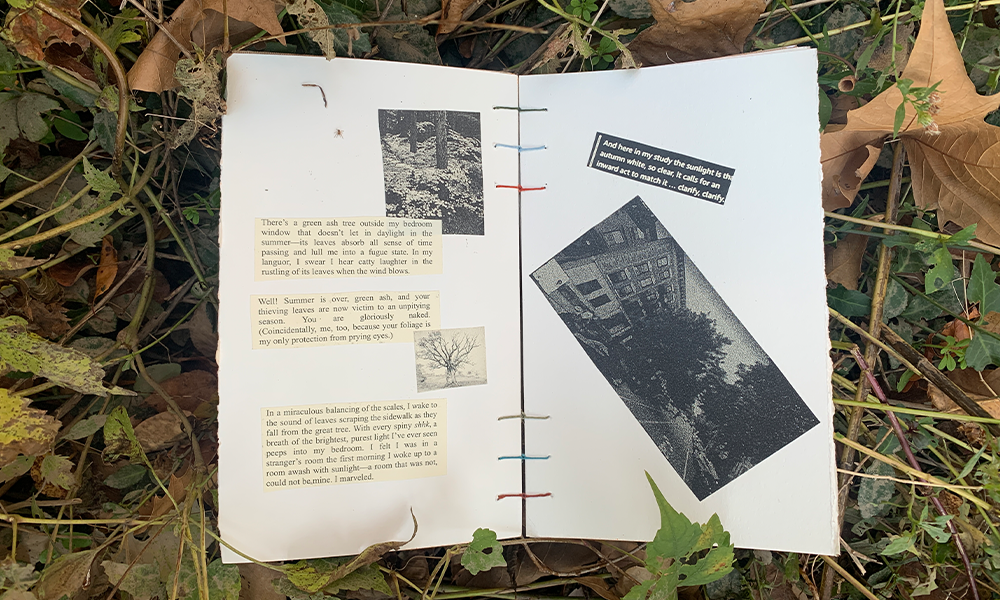 There's a green ash tree outside my bedroom
window that doesn't let in daylight in the
summer—its leaves absorb all sense of time
passing and lull me into a fugue state. In my
languor, I swear I hear catty laughter in the
rustling of its leaves when the wind blows.
Well! Summer is over, green ash, and your
thieving leaves are now victim to an unpitying
season. You are gloriously naked.
(Coincidentally, me, too, because your foliage is
my only protection from prying eyes.)
In a miraculous balancing of the scales, I wake to
the sound of leaves scraping the sidewalk as they
fall from the great tree. With every spiny shhk, a
breath of the brightest, purest light I've ever seen
peeps into my bedroom. I felt I was in a
stranger's room the first morning I woke up to a
room awash with sunlight—a room that was not,
could not be,mine. I marveled.
And here in my study the sunlight is th
autumn white, so clear, it calls for an
inward act to match it ... clarify, clarify.